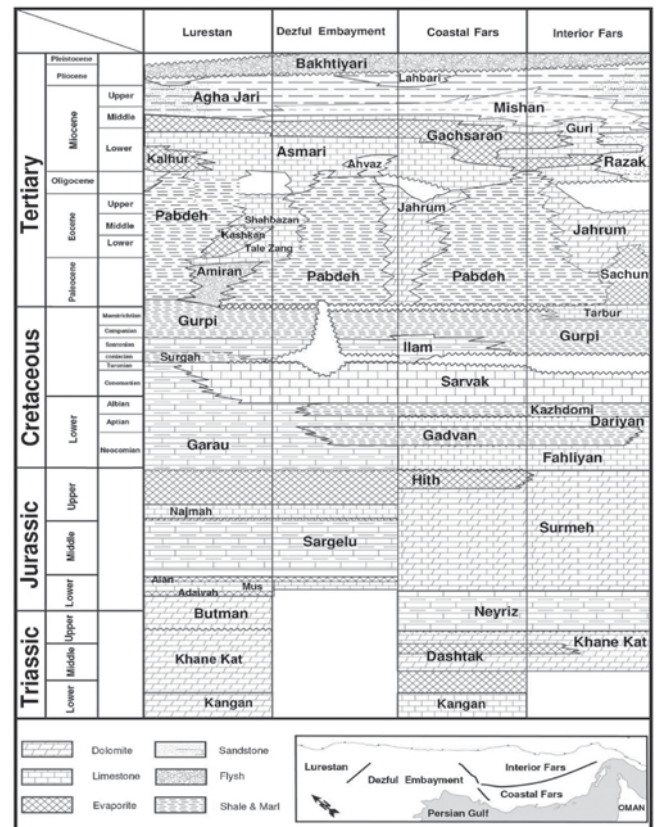 Lurestan Dezful Embayment Coastal Fars Interior Fars
Tertiary
Pleistocene
Pliocene
Miocene
Upper
Middle
Lower
Oligocene
Eocene
Upper
Middle
Lower
Paleocene
Cretaceous
Maestrichtian
Campanian
Santonian
coniacian
Turonian
Cenomanian
Lower
Albian
Aptian
Neocomian
Jurassic
Upper
Middle
Lower
Triassic
Upper
Middle
Lower
Bakhtiyari
Lahbari
Agha Jari
Mishan
Gachsaran
Guri
Kalhur
Asmari
Ahvaz
Razak
Pabdeh
Shahbazan
Kashkan
Tale Zang
Jahrum
Jahrum
Amiran
Pabdeh
Pabdeh
Sachun
Tarbur
Gurpi
Gurpi
Ilam
Surgah
Sarvak
Kazhdomi
Dariyan
Garau
Gadvan
Fahliyan
Hith
Najmah
Surmeh
Sargelu
Alan
Mus
Adaiyah
Butman
Neyriz
Khane Kat
Khane Kat
Dashtak
Kangan
Kangan
Dolomite
Limestone
Evaporite
Sandstone
Flysh
Shale & Marl
Lurestan
Dezful Embayment
Interior Fars
Coastal Fars
Persian Gulf
OMAN